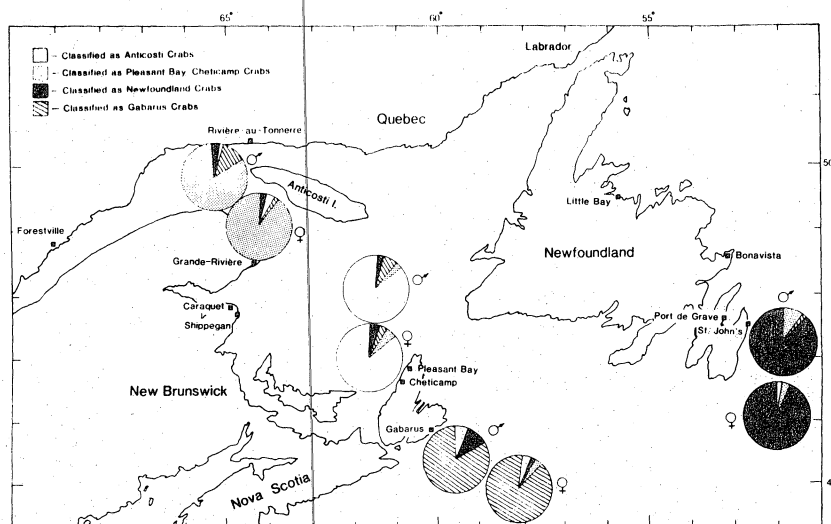 65° 60° 55°
– Classified as Anticosti Crabs
– Classified as Pleasant Bay Cheticamp Crabs
– Classified as Newfoundland Crabs
– Classified as Gabarus Crabs
Labrador
Quebec
Rivière-au-Tonnerre
50
Anticosti I.
Little Bay
Forestville
Newfoundland
Bonavista
Grande-Rivière
Caraquet
Port de Grave
Shippegan
St. John's
Pleasant Bay
Cheticamp
New Brunswick
Gabarus
Nova Scotia
4